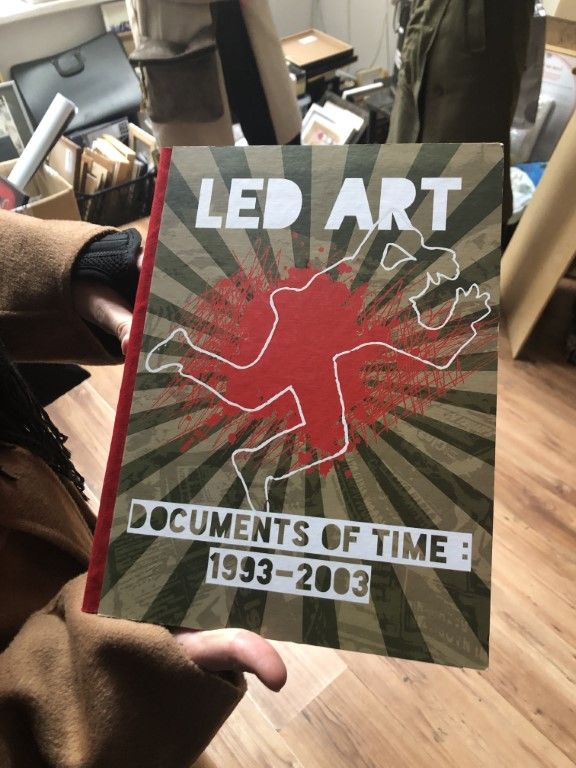 LED ART
DOCUMENTS OF TIME :
1993-2003